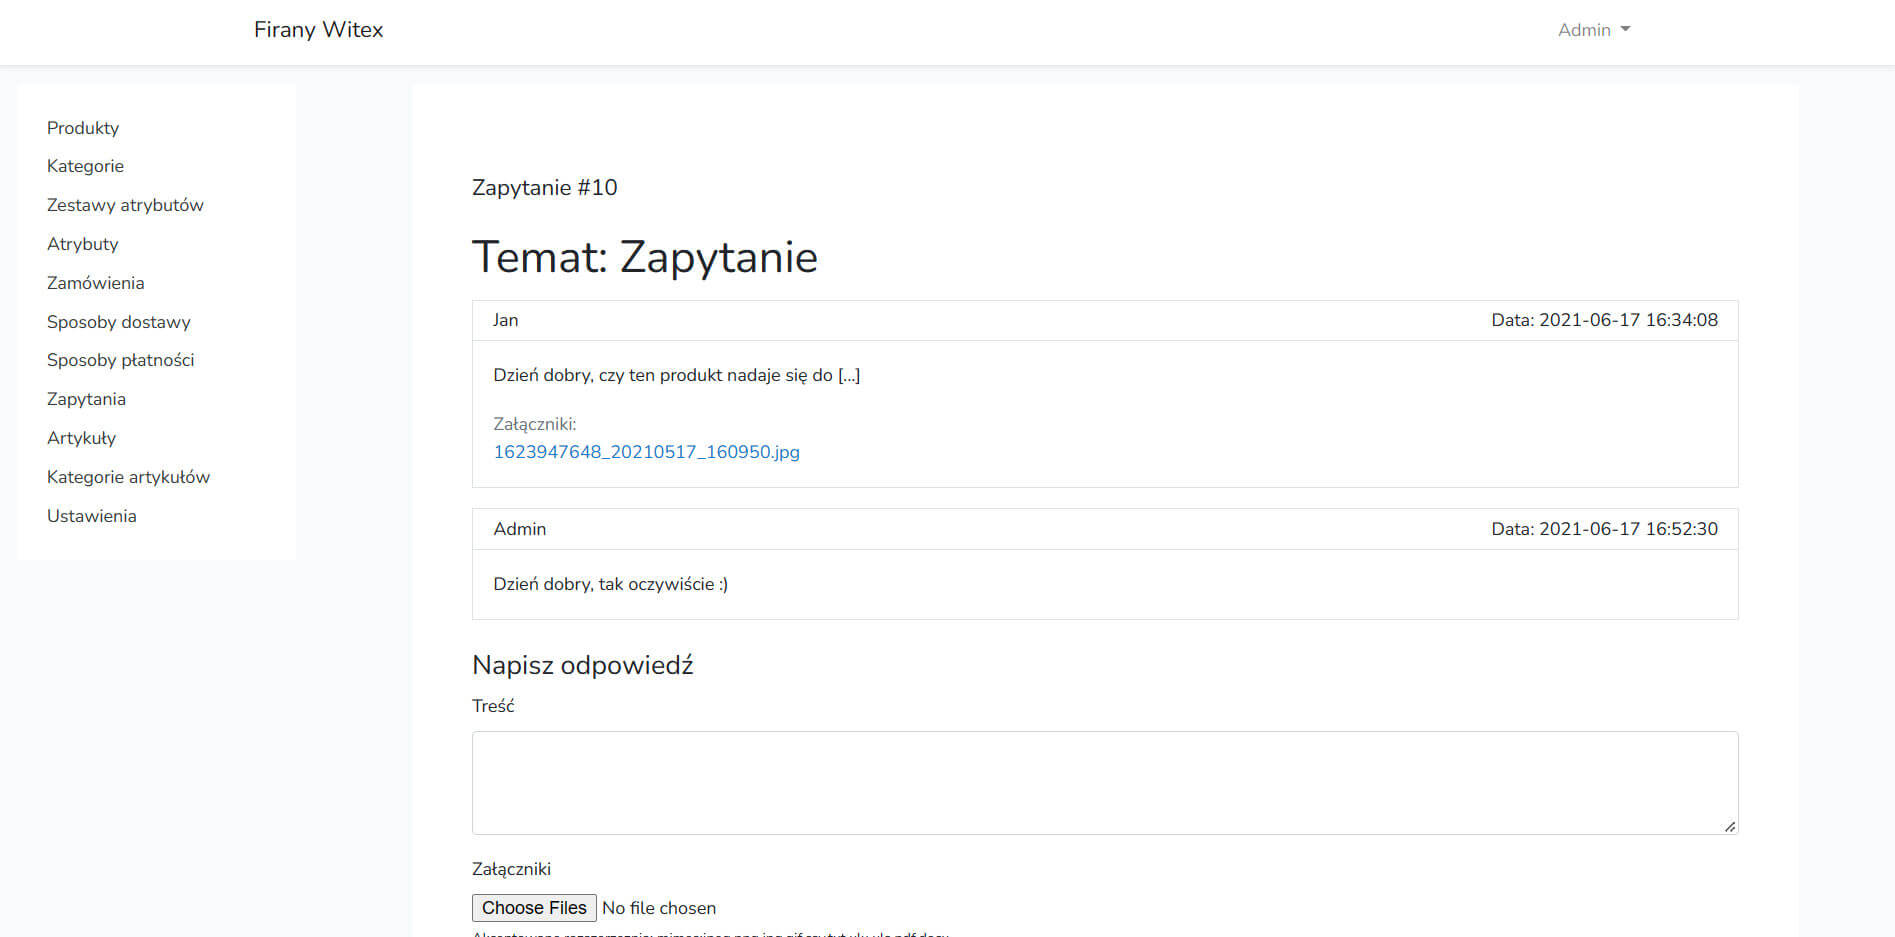 Firany Witex
Admin
Produkty
Kategorie
Zestawy atrybutów
Atrybuty
Zamówienia
Sposoby dostawy
Sposoby płatności
Zapytania
Artykuły
Kategorie artykułów
Ustawienia
Zapytanie #10
Temat: Zapytanie
Jan Data: 2021-06-17 16:34:08
Dzień dobry, czy ten produkt nadaje się do [...]
Załączniki:
1623947648_20210517_160950.jpg
Admin Data: 2021-06-17 16:52:30
Dzień dobry, tak oczywiście :)
Napisz odpowiedź
Treść
Załączniki
Choose Files No file chosen